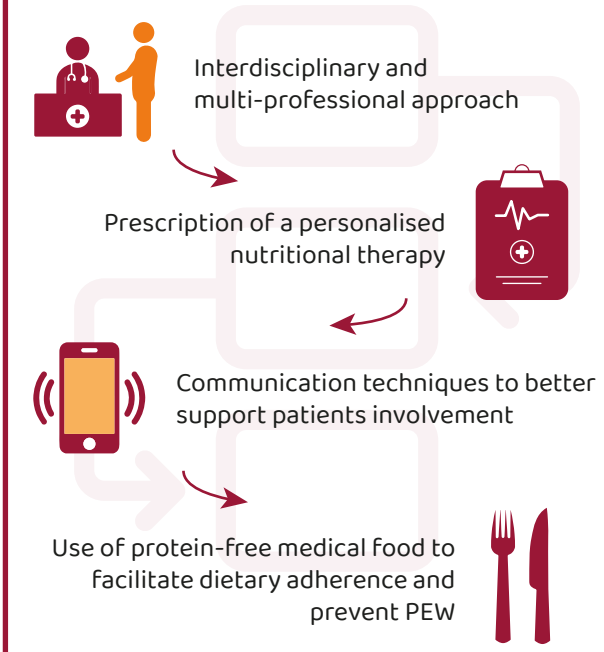 Interdisciplinary and
multi-professional approach
Prescription of a personalised
nutritional therapy
Communication techniques to better
support patients involvement
Use of protein-free medical food to
facilitate dietary adherence and
prevent PEW